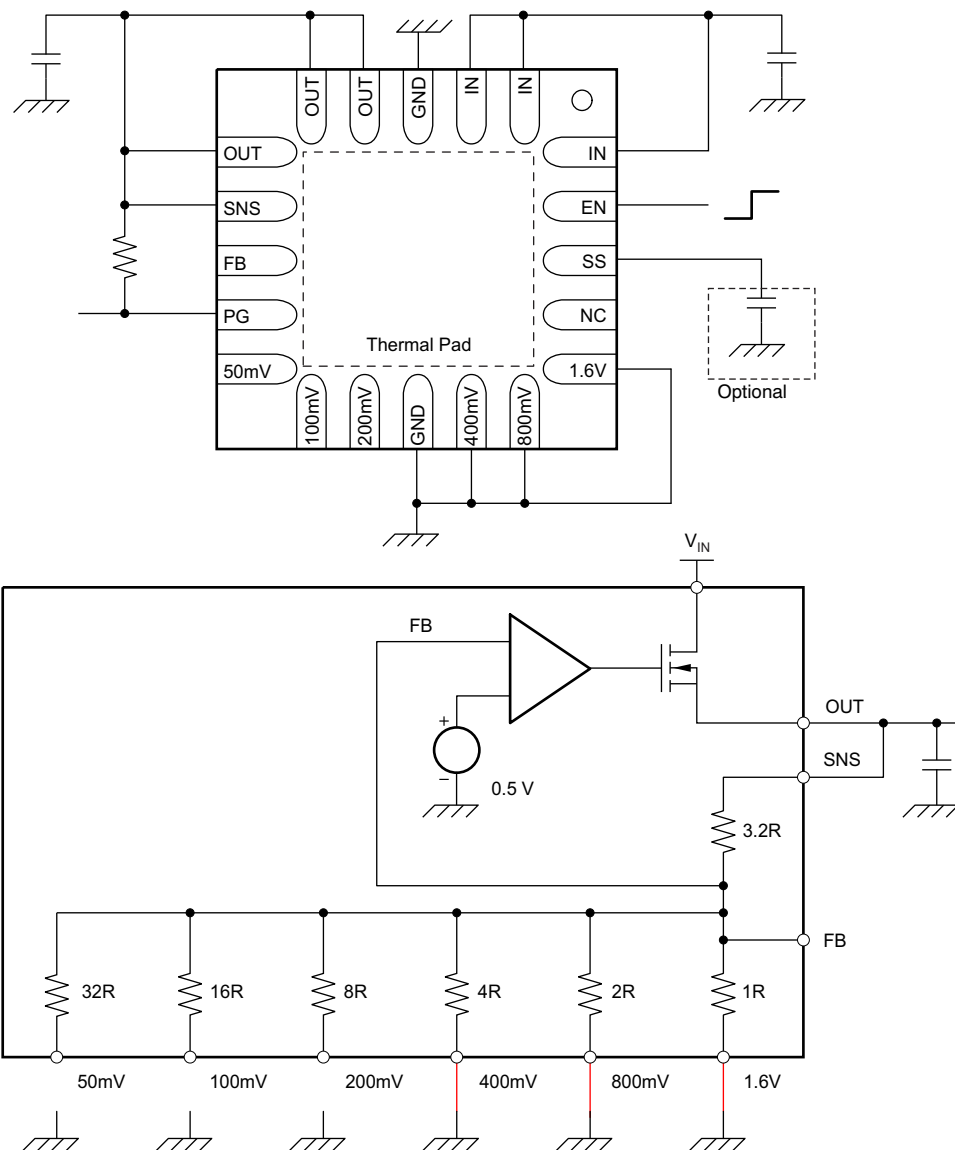 OUT
OUT
GND
IN
IN
OUT
IN
SNS
EN
FB
SS
PG
NC
Thermal Pad
50mV
1.6V
100mV
200mV
GND
400mV
800mV
Optional
VIN
FB
OUT
+
SNS
−
0.5 V
3.2R
FB
32R
16R
8R
4R
2R
1R
50mV
100mV
200mV
400mV
800mV
1.6V